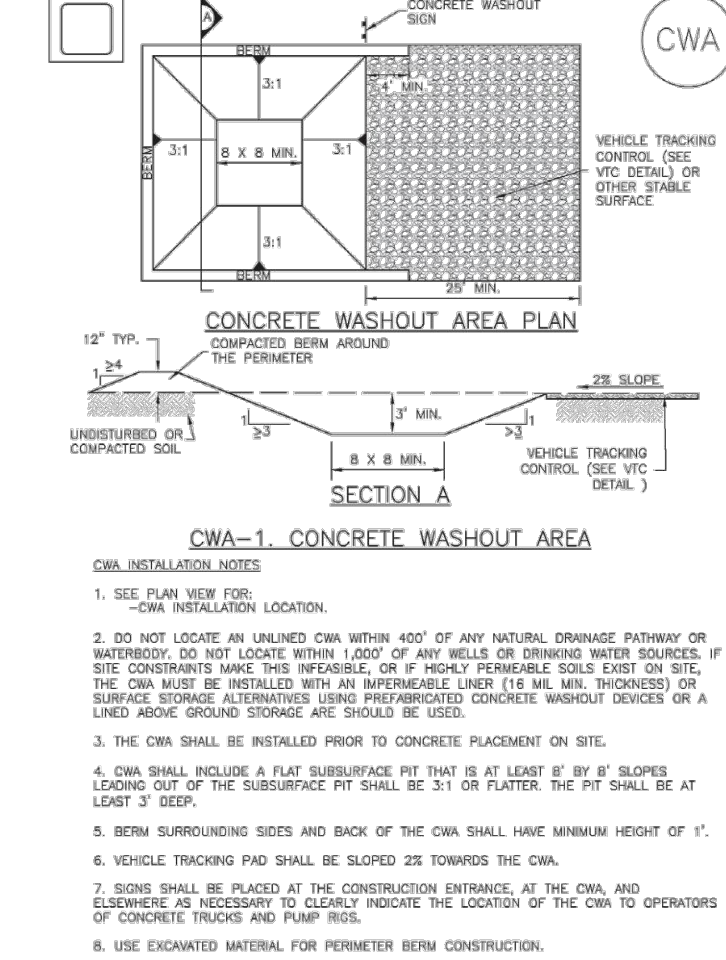 CONCRETE WASHOUT
SIGN
A
CWA
BERM
3:1
4' MIN.
3:1
8 X 8 MIN.
3:1
BERM
VEHICLE TRACKING
CONTROL (SEE
VTC DETAIL) OR
OTHER STABLE
SURFACE
3:1
BERM
25' MIN.
CONCRETE WASHOUT AREA PLAN
12" TYP.
COMPACTED BERM AROUND
THE PERIMETER
1
≥4
2% SLOPE
3' MIN.
1
≥3
1
>3
UNDISTURBED OR
COMPACTED SOIL
8 X 8 MIN.
VEHICLE TRACKING
CONTROL (SEE VTC
DETAIL )
SECTION A
CWA-1. CONCRETE WASHOUT AREA
CWA INSTALLATION NOTES
1. SEE PLAN VIEW FOR:
-CWA INSTALLATION LOCATION.
2. DO NOT LOCATE AN UNLINED CWA WITHIN 400' OF ANY NATURAL DRAINAGE PATHWAY OR
WATERBODY. DO NOT LOCATE WITHIN 1,000' OF ANY WELLS OR DRINKING WATER SOURCES. IF
SITE CONSTRAINTS MAKE THIS INFEASIBLE, OR IF HIGHLY PERMEABLE SOILS EXIST ON SITE,
THE CWA MUST BE INSTALLED WITH AN IMPERMEABLE LINER (16 MIL MIN. THICKNESS) OR
SURFACE STORAGE ALTERNATIVES USING PREFABRICATED CONCRETE WASHOUT DEVICES OR A
LINED ABOVE GROUND STORAGE ARE SHOULD BE USED.
3. THE CWA SHALL BE INSTALLED PRIOR TO CONCRETE PLACEMENT ON SITE.
4. CWA SHALL INCLUDE A FLAT SUBSURFACE PIT THAT IS AT LEAST 8' BY 8' SLOPES
LEADING OUT OF THE SUBSURFACE PIT SHALL BE 3:1 OR FLATTER. THE PIT SHALL BE AT
LEAST 3' DEEP.
5. BERM SURROUNDING SIDES AND BACK OF THE CWA SHALL HAVE MINIMUM HEIGHT OF 1'.
6. VEHICLE TRACKING PAD SHALL BE SLOPED 2% TOWARDS THE CWA.
7. SIGNS SHALL BE PLACED AT THE CONSTRUCTION ENTRANCE, AT THE CWA, AND
ELSEWHERE AS NECESSARY TO CLEARLY INDICATE THE LOCATION OF THE CWA TO OPERATORS
OF CONCRETE TRUCKS AND PUMP RIGS.
8. USE EXCAVATED MATERIAL FOR PERIMETER BERM CONSTRUCTION.